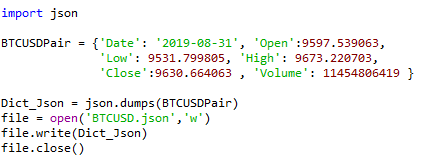 import json
BTCUSDPair = {'Date': '2019-08-31', 'Open':9597.539063,
'Low': 9531.799805, 'High': 9673.220703,
'Close':9630.664063 , 'Volume': 11454806419 }
Dict_Json = json.dumps(BTCUSDPair)
file = open('BTCUSD.json','w')
file.write(Dict_Json)
file.close()